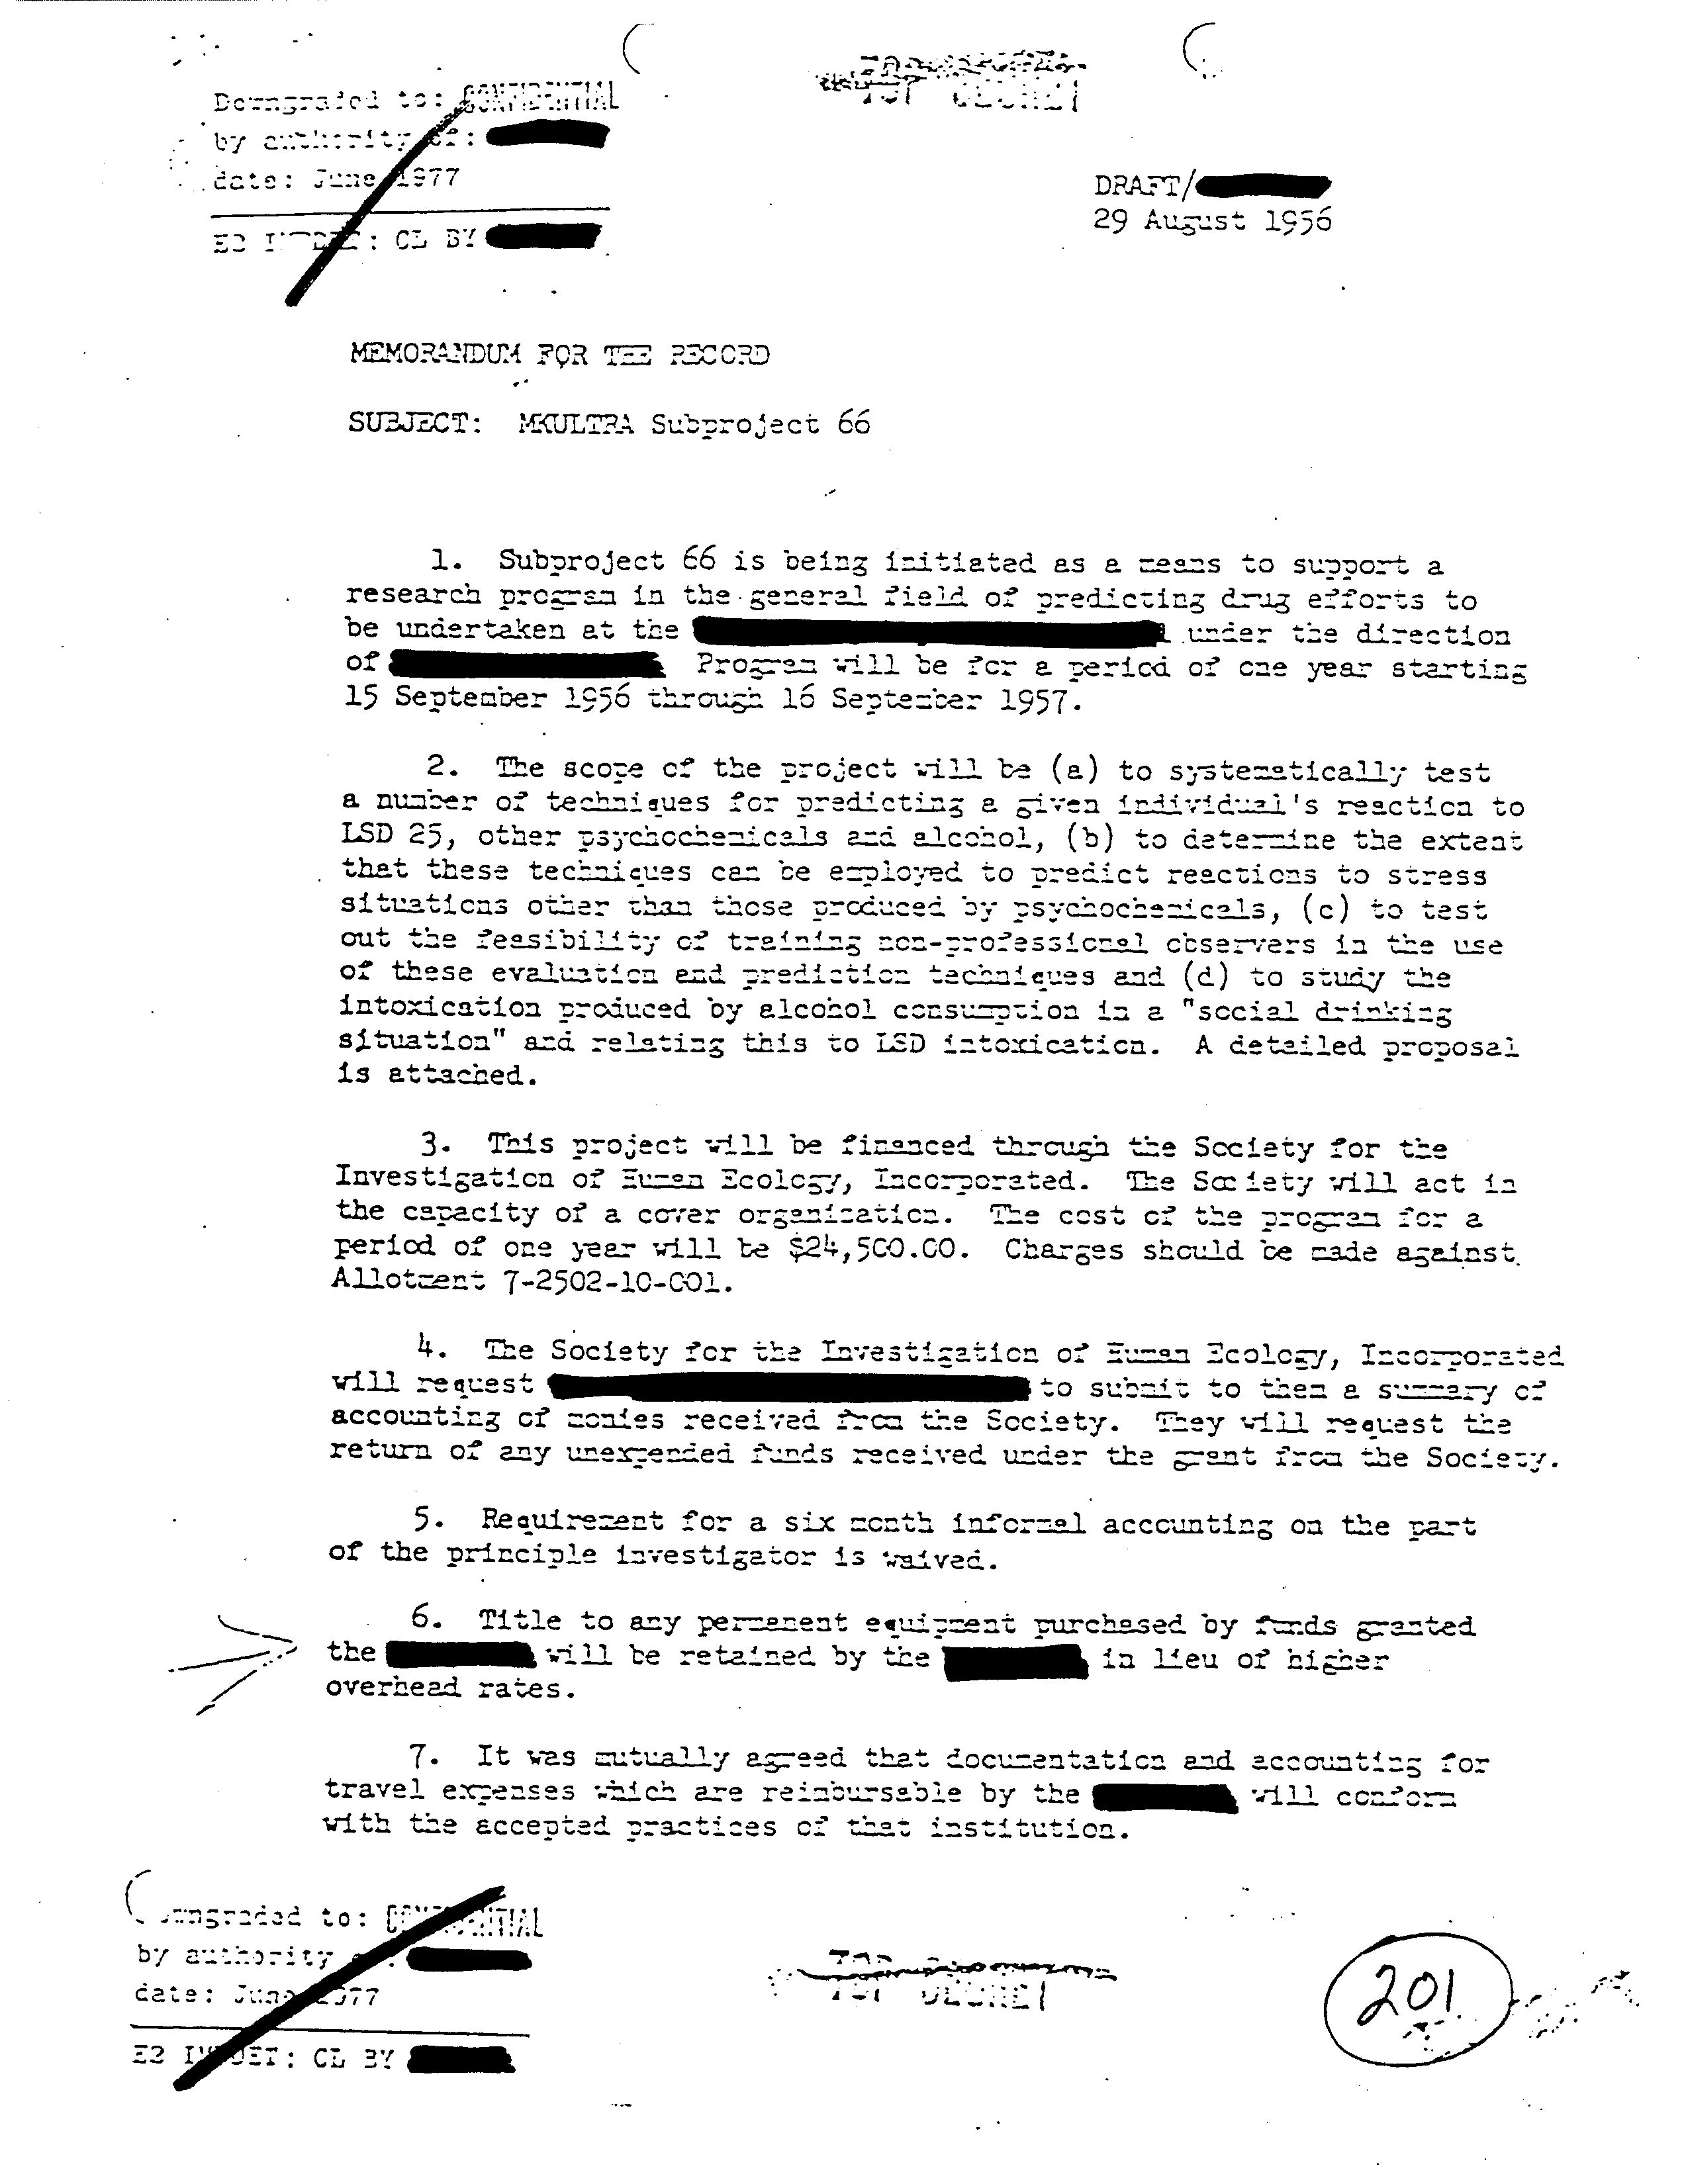 Downgraded to: CONFIDENTIAL
by authority of:
date: June 1977
E2 IMPDET: CL BY
TOP SECRET
DRAFT/
29 August 1956
MEMORANDUM FOR THE RECORD
SUBJECT: MKULTRA Subproject 66
1. Subproject 66 is being initiated as a means to support a
research program in the general field of predicting drug efforts to
be undertaken at the under the direction
of Program will be for a period of one year starting
15 September 1956 through 16 September 1957.
2. The scope of the project will be (a) to systematically test
a number of techniques for predicting a given individual's reaction to
LSD 25, other psychochemicals and alcohol, (b) to determine the extent
that these techniques can be employed to predict reactions to stress
situations other than those produced by psychochemicals, (c) to test
out the feasibility of training non-professional observers in the use
of these evaluation and prediction techniques and (d) to study the
intoxication produced by alcohol consumption in a "social drinking
situation" and relating this to LSD intoxication. A detailed proposal
is attached.
3. This project will be financed through the Society for the
Investigation of Human Ecology, Incorporated. The Society will act in
the capacity of a cover organization. The cost of the program for a
period of one year will be $24,500.00. Charges should be made against
Allotment 7-2502-10-001.
4. The Society for the Investigation of Human Ecology, Incorporated
will request to submit to them a summary of
accounting of monies received from the Society. They will request the
return of any unexpended funds received under the grant from the Society.
5. Requirement for a six month informal accounting on the part
of the principle investigator is waived.
6. Title to any permanent equipment purchased by funds granted
the will be retained by the in lieu of higher
overhead rates.
7. It was mutually agreed that documentation and accounting for
travel expenses which are reimbursable by the will conform
with the accepted practices of that institution.
Downgraded to: CONFIDENTIAL
by authority
date: June 1977
E2 IMPDET: CL BY
TOP SECRET
201